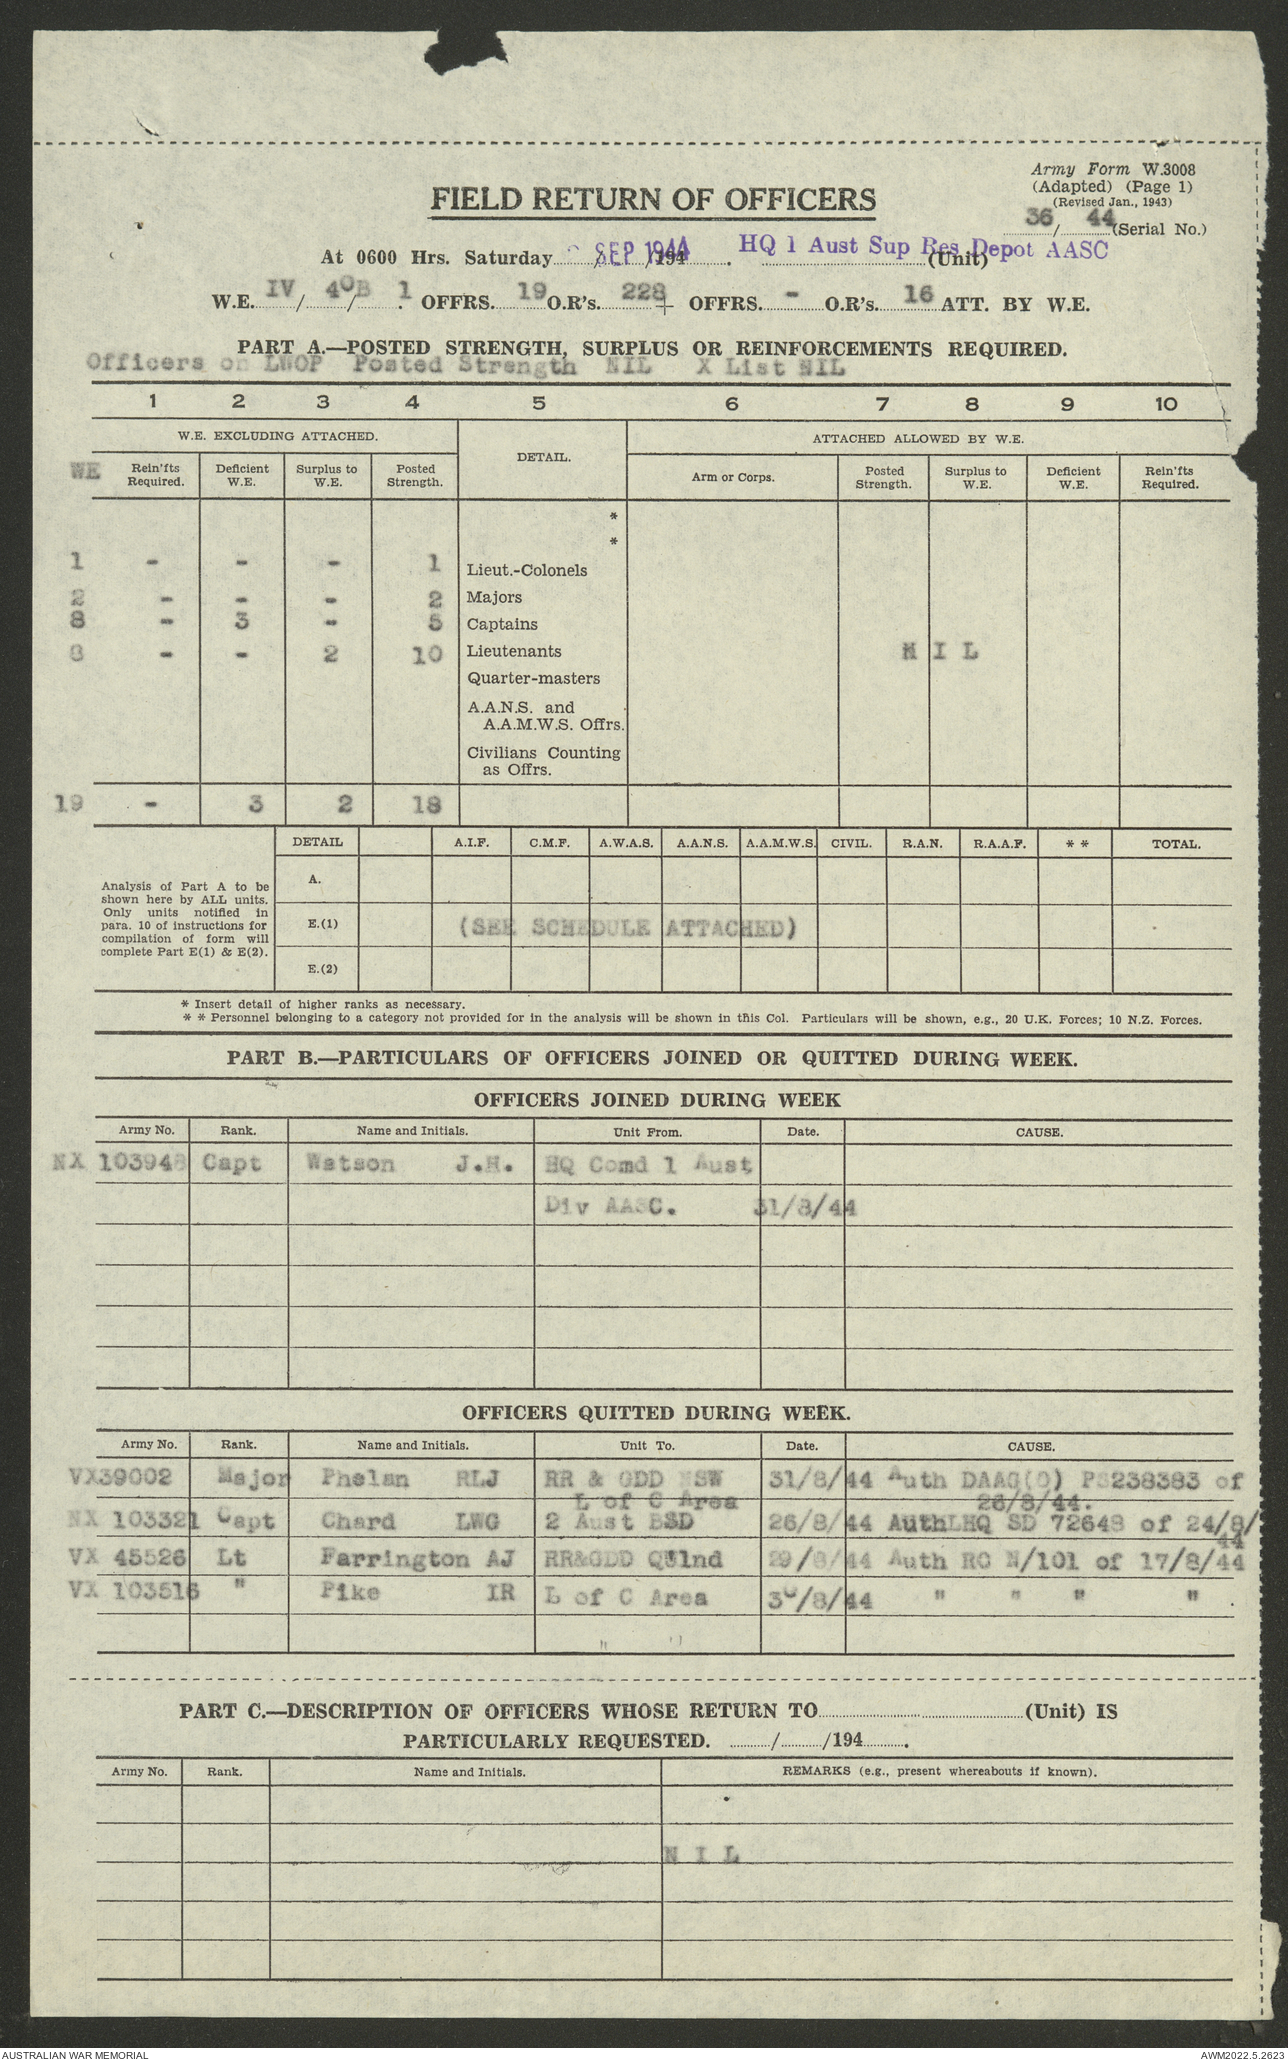 Army Form W.3008
(Adapted) (Page 1)
(Revised Jan., 1943)
36/44 (Serial No.)
FIELD RETURN OF OFFICERS
At 0600 Hrs. Saturday SEP 1944 /194 . HQ 1 Aust Sup Res Depot AASC (Unit)
W.E. IV / 40B / 1 . OFFRS. 19 O.R's. 228 + OFFRS. - O.R's. 16 ATT. BY W.E.
PART A.—POSTED STRENGTH, SURPLUS OR REINFORCEMENTS REQUIRED.
Officers on LWOP Posted Strength NIL X List NIL
1 2 3 4 5 6 7 8 9 10
W.E. EXCLUDING ATTACHED. DETAIL. ATTACHED ALLOWED BY W.E.
WE Rein'fts Required. Deficient W.E. Surplus to W.E. Posted Strength. Arm or Corps. Posted Strength. Surplus to W.E. Deficient W.E. Rein'fts Required.
*
*
1 - - - 1 Lieut.-Colonels
2 - - - 2 Majors
8 - 3 - 5 Captains
8 - - 2 10 Lieutenants N I L
Quarter-masters
A.A.N.S. and
A.A.M.W.S. Offrs.
Civilians Counting
as Offrs.
19 - 3 2 18
DETAIL A.I.F. C.M.F. A.W.A.S. A.A.N.S. A.A.M.W.S. CIVIL. R.A.N. R.A.A.F. * * TOTAL.
Analysis of Part A to be
shown here by ALL units.
Only units notified in
para. 10 of instructions for
compilation of form will
complete Part E(1) & E(2).
A.
E.(1) (SEE SCHEDULE ATTACHED)
E.(2)
* Insert detail of higher ranks as necessary.
* * Personnel belonging to a category not provided for in the analysis will be shown in this Col. Particulars will be shown, e.g., 20 U.K. Forces; 10 N.Z. Forces.
PART B.—PARTICULARS OF OFFICERS JOINED OR QUITTED DURING WEEK.
OFFICERS JOINED DURING WEEK
Army No. Rank. Name and Initials. Unit From. Date. CAUSE.
NX 103948 Capt Watson J.H. HQ Comd 1 Aust
Div AASC. 31/8/44
OFFICERS QUITTED DURING WEEK.
Army No. Rank. Name and Initials. Unit To. Date. CAUSE.
VX39002 Major Phelan RLJ RR & GDD NSW 31/8/44 Auth DAAG(O) PS238383 of
L of C Area 26/8/44.
NX 103321 Capt Chard LWG 2 Aust BSD 26/8/44 AuthLHQ SD 72648 of 24/8/
44
VX 45526 Lt Farrington AJ RR&GDD Q'lnd 29/8/44 Auth RO N/101 of 17/8/44
VX 103516 " Pike IR L of C Area 30/8/44 " " " "
" "
PART C.—DESCRIPTION OF OFFICERS WHOSE RETURN TO (Unit) IS
PARTICULARLY REQUESTED. / /194 .
Army No. Rank. Name and Initials. REMARKS (e.g., present whereabouts if known).
N I L
AUSTRALIAN WAR MEMORIAL AWM2022.5.2623